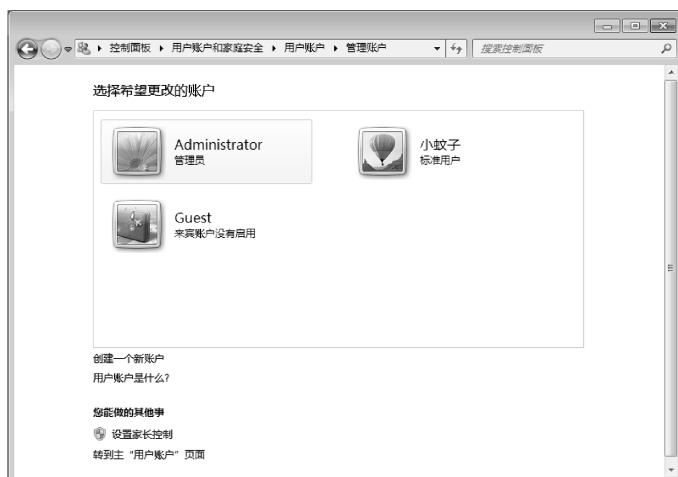 控制面板 ▸ 用户账户和家庭安全 ▸ 用户账户 ▸ 管理账户
搜索控制面板
选择希望更改的账户
Administrator
管理员
小蚊子
标准用户
Guest
来宾账户没有启用
创建一个新账户
用户账户是什么?
您能做的其他事
设置家长控制
转到主“用户账户”页面